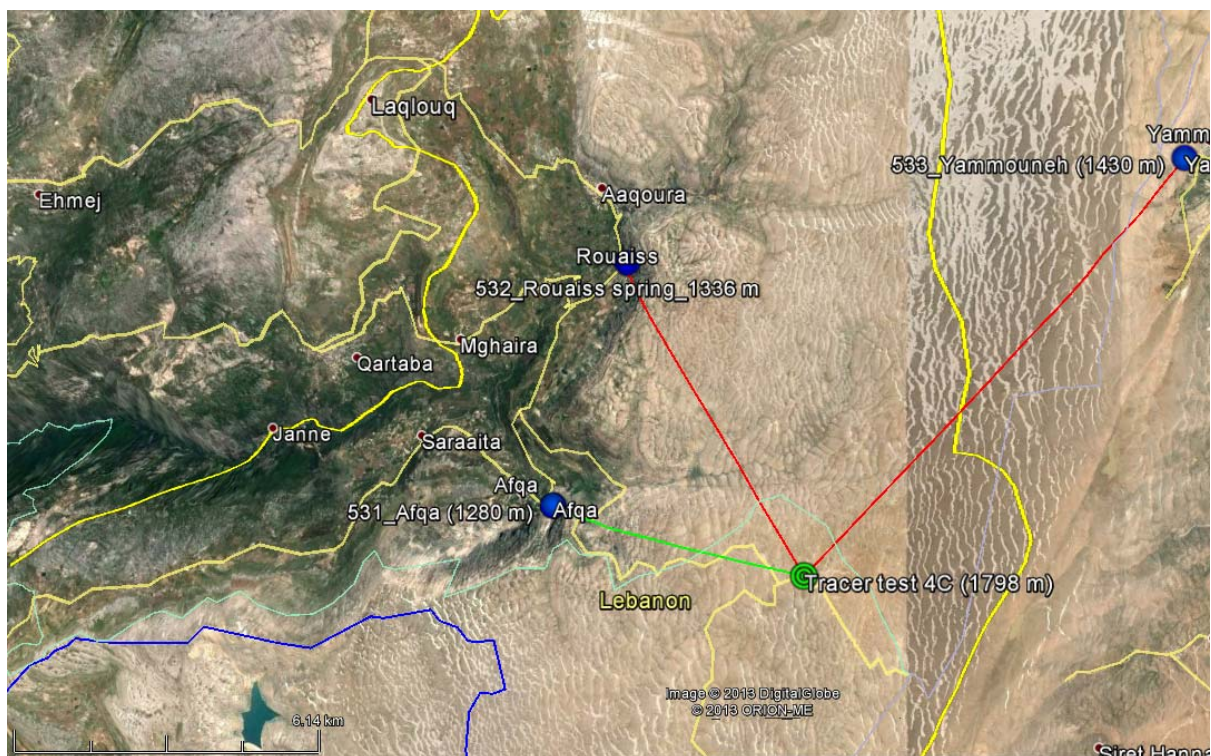 Laqlouq
Yamm
533_Yammouneh (1430 m)
Ya
Ehmej
Aaqoura
Rouaiss
532_Rouaiss spring_1336 m
Mghaira
Qartaba
Janne
Saraaita
Afqa
531_Afqa (1280 m)
Afqa
Tracer test 4C (1798 m)
Lebanon
Image © 2013 DigitalGlobe
© 2013 ORION-ME
6.14 km
Siret Hanna